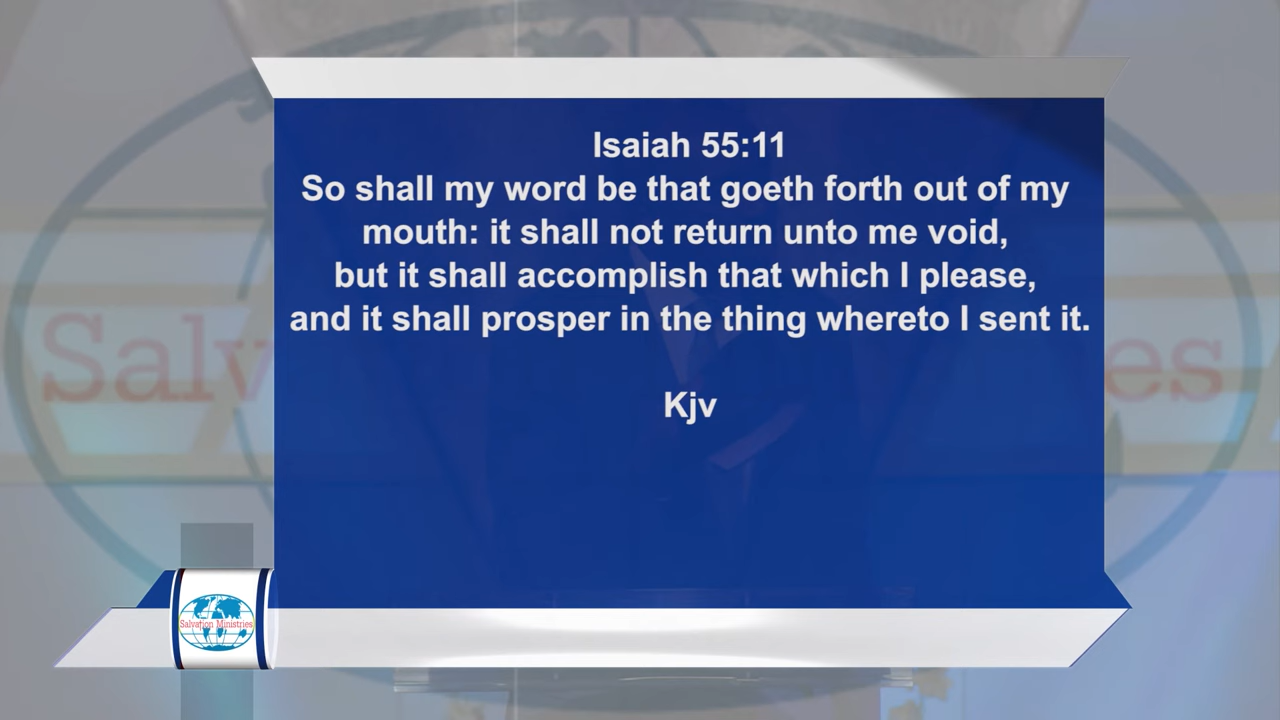 Isaiah 55:11
So shall my word be that goeth forth out of my
mouth: it shall not return unto me void,
but it shall accomplish that which I please,
and it shall prosper in the thing whereto I sent it.
Kjv
Salv
es
Salvation Ministries